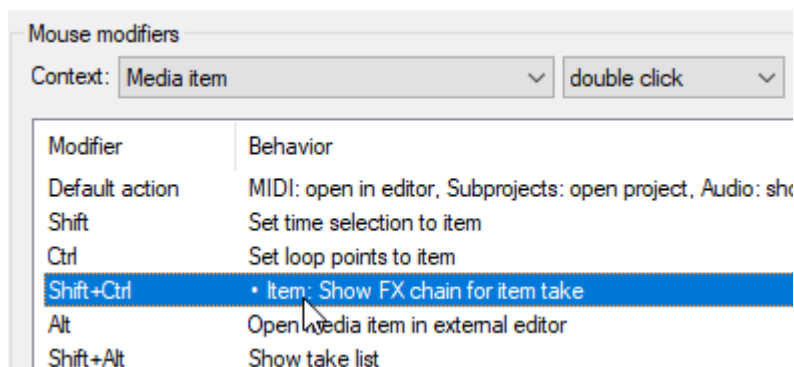 Mouse modifiers
Context: Media item double click
Modifier Behavior
Default action MIDI: open in editor, Subprojects: open project, Audio: sho
Shift Set time selection to item
Ctrl Set loop points to item
Shift+Ctrl • Item: Show FX chain for item take
Alt Open media item in external editor
Shift+Alt Show take list